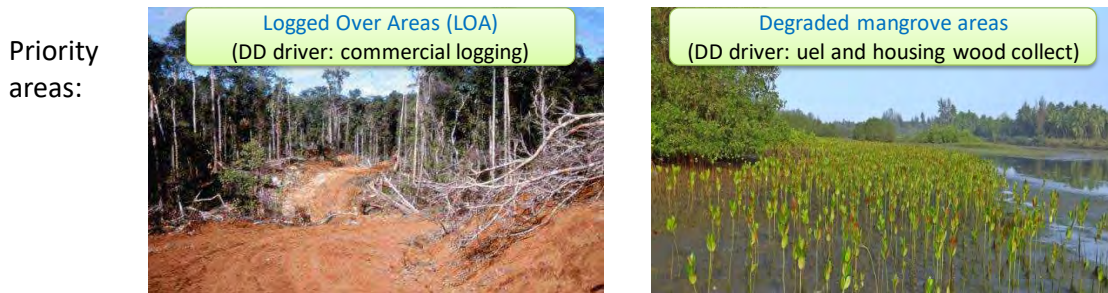 Priority
areas:
Logged Over Areas (LOA)
(DD driver: commercial logging)
Degraded mangrove areas
(DD driver: uel and housing wood collect)